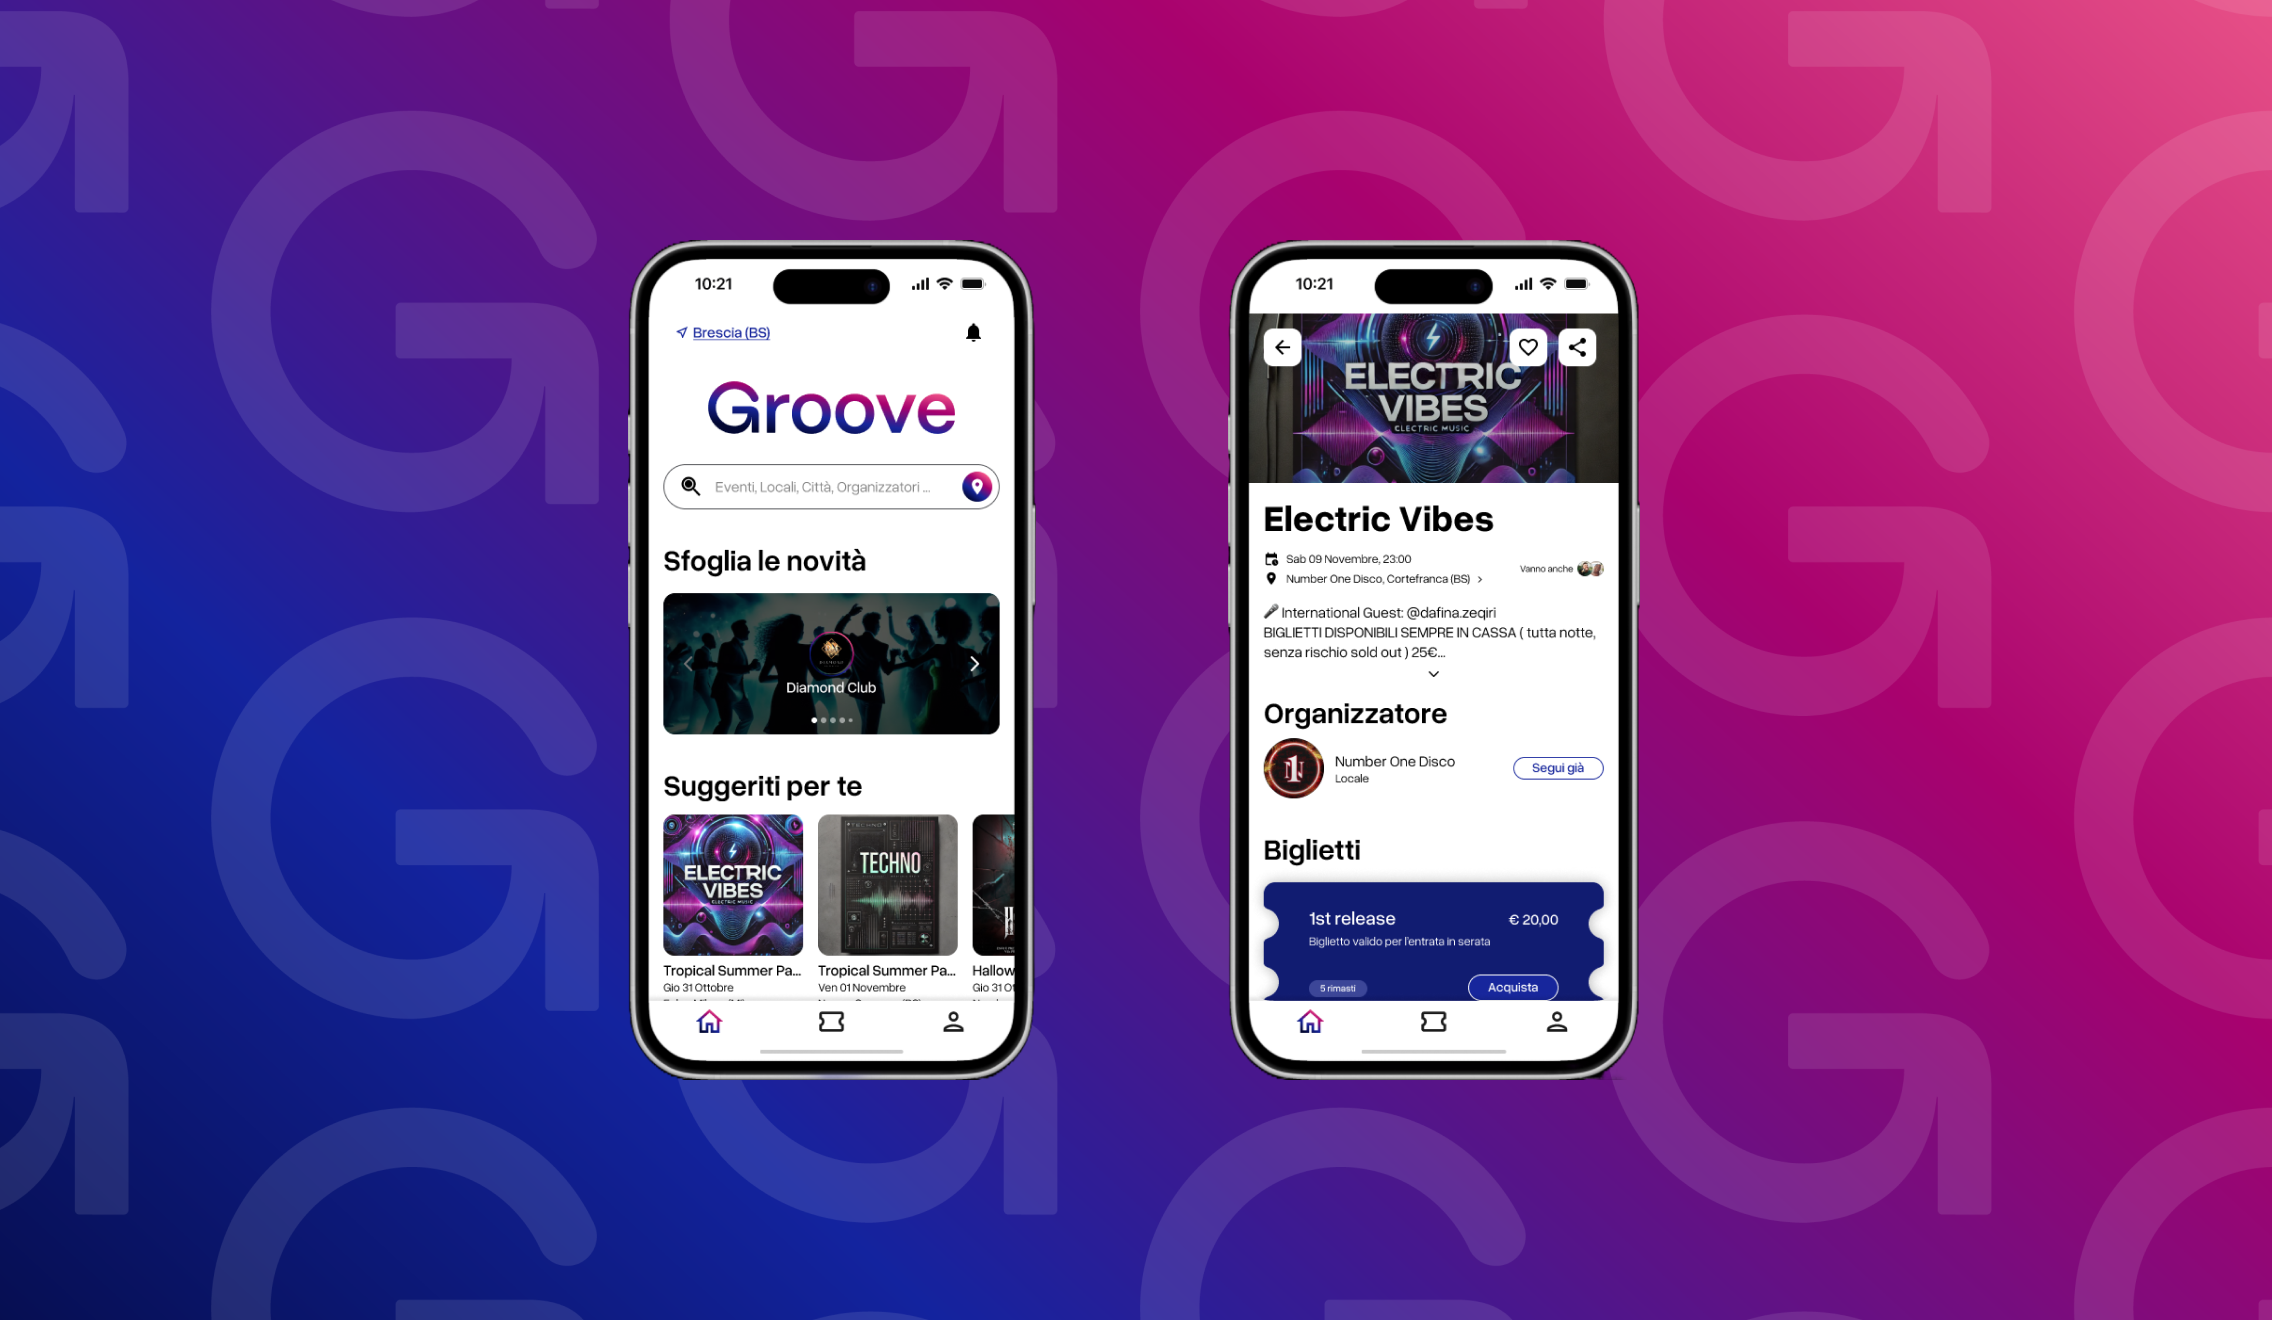 10:21
Brescia (BS)
Groove
Eventi, Locali, Città, Organizzatori ...
Sfoglia le novità
DIAMOND
Diamond Club
Suggeriti per te
ELECTRIC
VIBES
ELECTRIC MUSIC
TECHNO
TECHNO
Tropical Summer Pa...
Gio 31 Ottobre
Tropical Summer Pa...
Ven 01 Novembre
Hallow
Gio 31 O
10:21
ELECTRIC
VIBES
ELECTRIC MUSIC
Electric Vibes
Sab 09 Novembre, 23:00
Number One Disco, Cortefranca (BS)
Vanno anche
International Guest: @dafina.zeqiri
BIGLIETTI DISPONIBILI SEMPRE IN CASSA ( tutta notte,
senza rischio sold out ) 25€...
Organizzatore
Number One Disco
Locale
Segui già
Biglietti
1st release
€ 20,00
Biglietto valido per l'entrata in serata
5 rimasti
Acquista